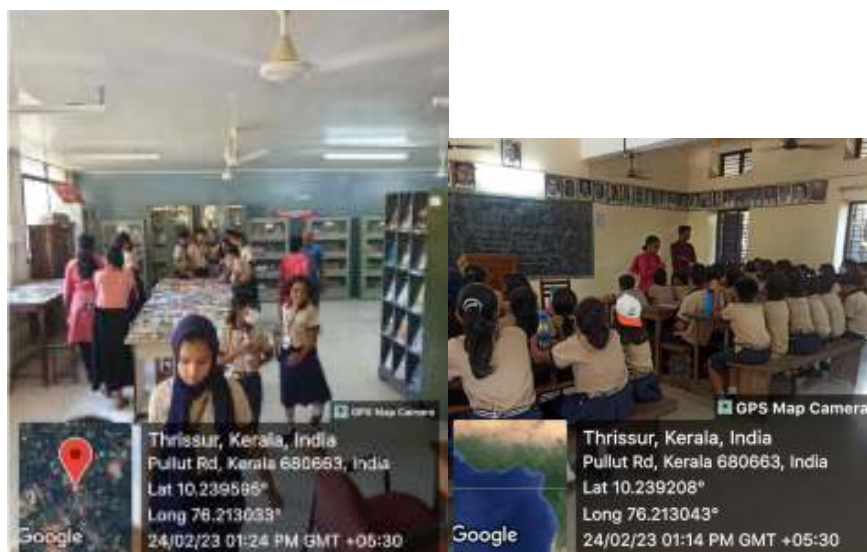 GPS Map Camera
Thrissur, Kerala, India
Pullut Rd, Kerala 680663, India
Lat 10.239595°
Long 76.213033°
24/02/23 01:24 PM GMT +05:30
Google
GPS Map Camera
Thrissur, Kerala, India
Pullut Rd, Kerala 680663, India
Lat 10.239208°
Long 76.213043°
24/02/23 01:14 PM GMT +05:30
Google